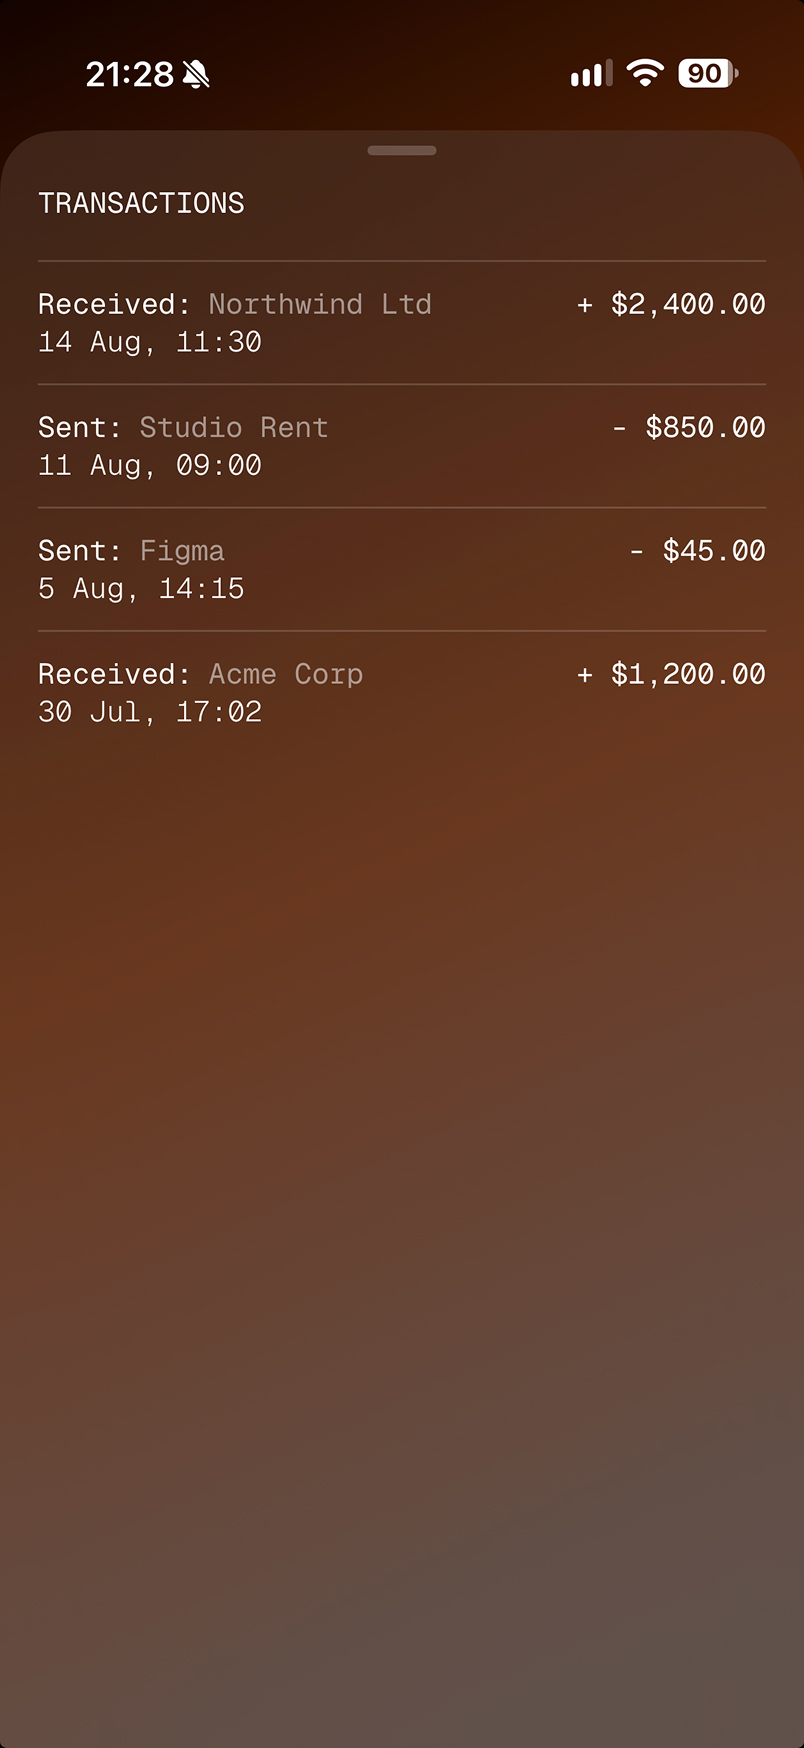 21:28
90
TRANSACTIONS
Received: Northwind Ltd + $2,400.00
14 Aug, 11:30
Sent: Studio Rent - $850.00
11 Aug, 09:00
Sent: Figma - $45.00
5 Aug, 14:15
Received: Acme Corp + $1,200.00
30 Jul, 17:02